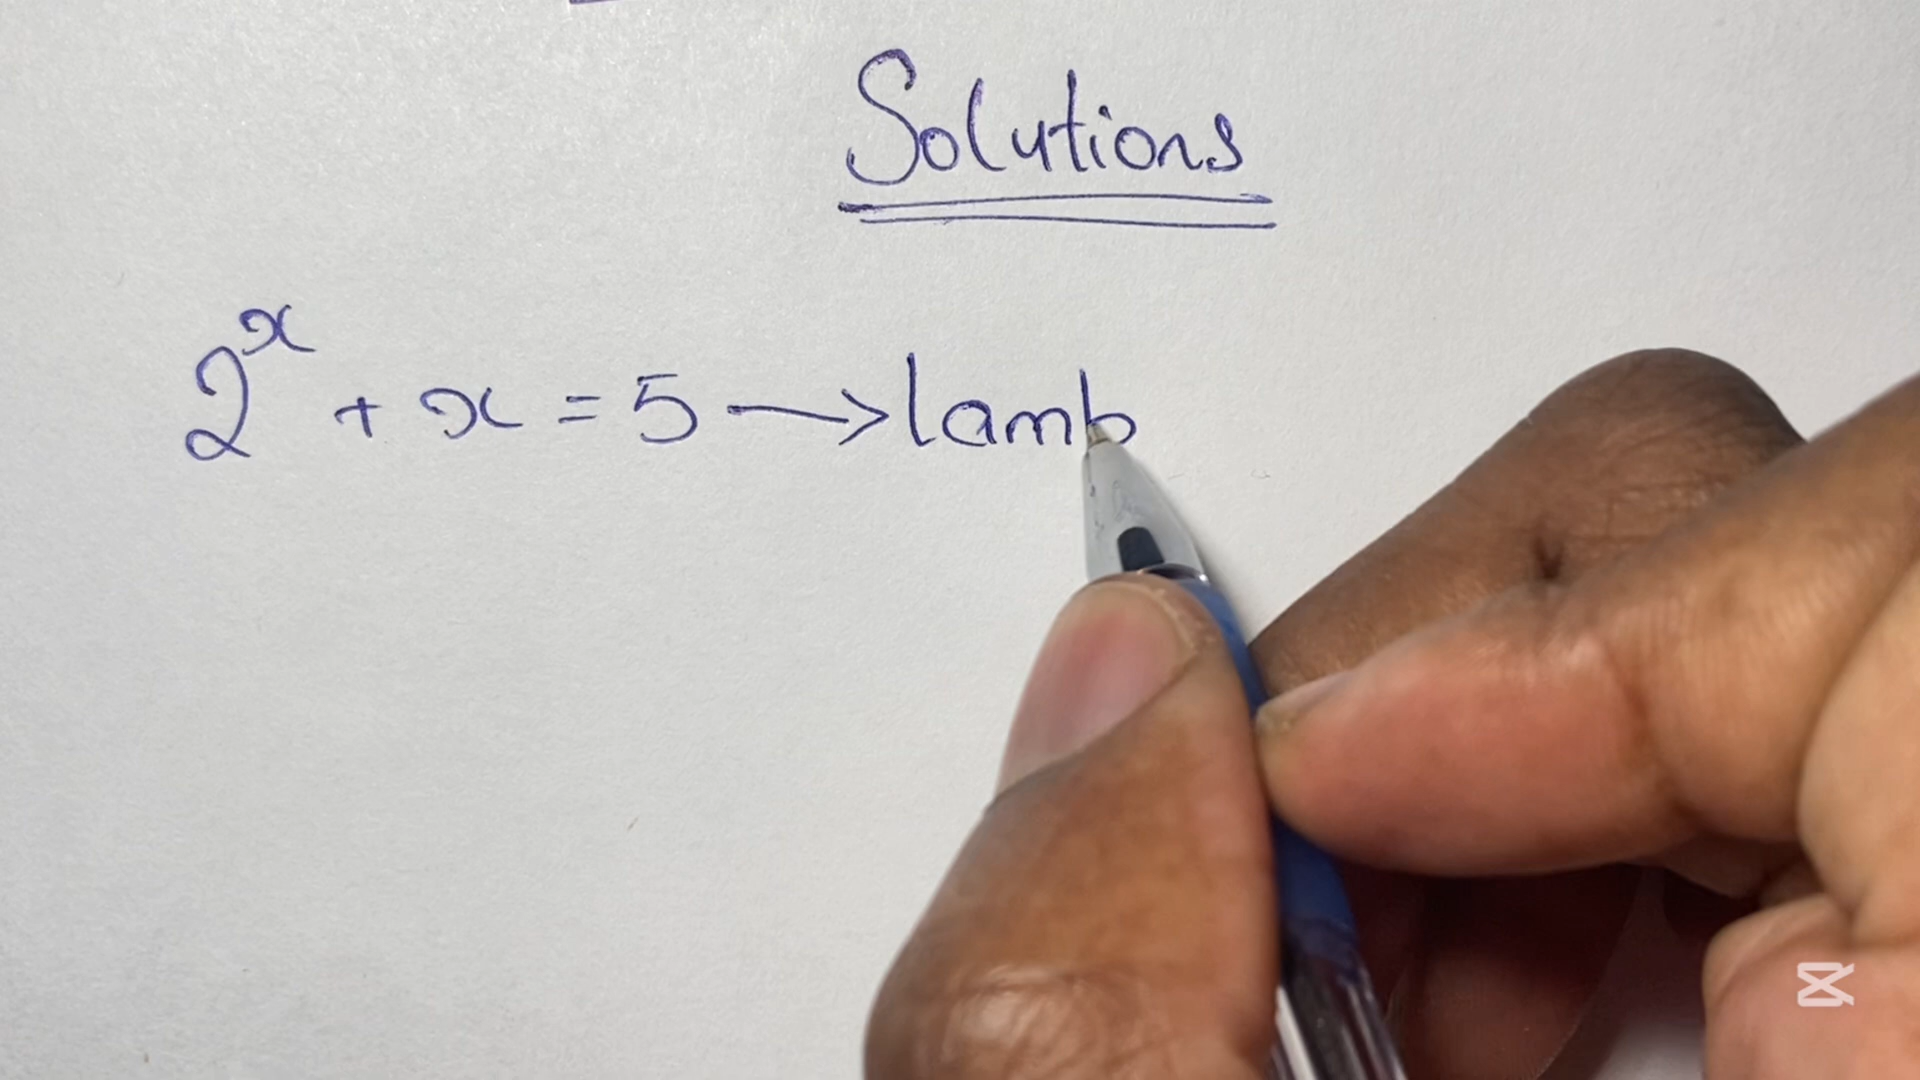 Solutions
2^x + x = 5 → lamb